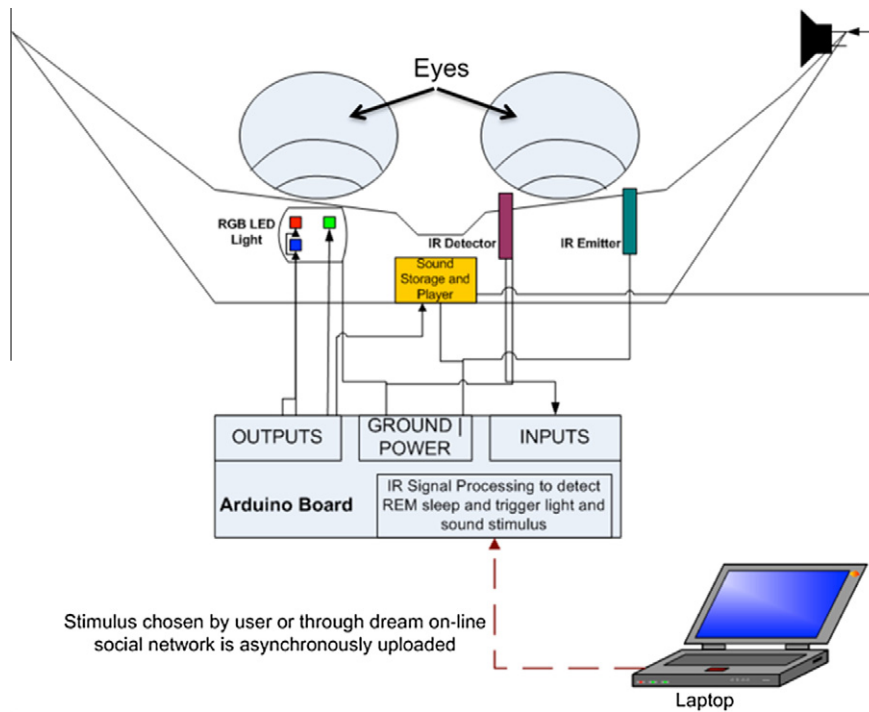 Eyes
RGB LED
Light
IR Detector
IR Emitter
Sound
Storage and
Player
OUTPUTS
GROUND |
POWER
INPUTS
Arduino Board
IR Signal Processing to detect
REM sleep and trigger light and
sound stimulus
Stimulus chosen by user or through dream on-line
social network is asynchronously uploaded
Laptop